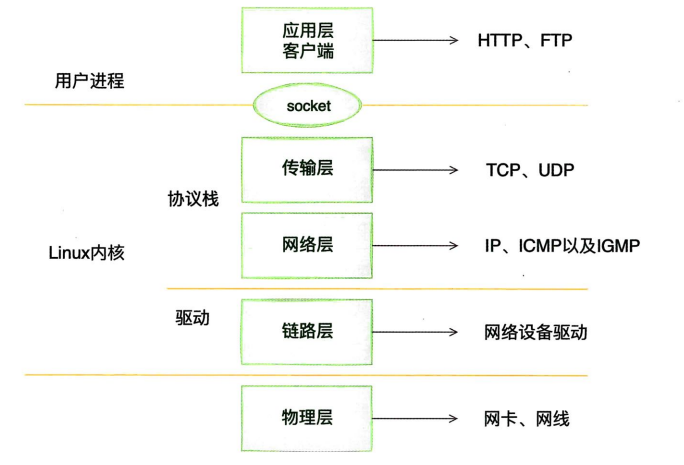 应用层
客户端
HTTP、FTP
用户进程
socket
传输层
TCP、UDP
协议栈
Linux内核
网络层
IP、ICMP以及IGMP
驱动
链路层
网络设备驱动
物理层
网卡、网线